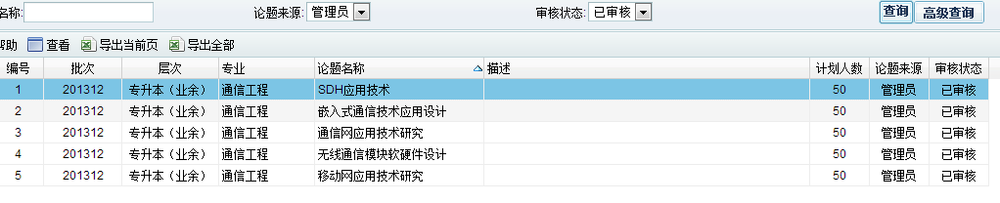 名称: 论题来源: 管理员 审核状态: 已审核 查询 高级查询
帮助 查看 导出当前页 导出全部
编号 批次 层次 专业 论题名称 描述 计划人数 论题来源 审核状态
1 201312 专升本（业余） 通信工程 SDH应用技术 50 管理员 已审核
2 201312 专升本（业余） 通信工程 嵌入式通信技术应用设计 50 管理员 已审核
3 201312 专升本（业余） 通信工程 通信网应用技术研究 50 管理员 已审核
4 201312 专升本（业余） 通信工程 无线通信模块软硬件设计 50 管理员 已审核
5 201312 专升本（业余） 通信工程 移动网应用技术研究 50 管理员 已审核